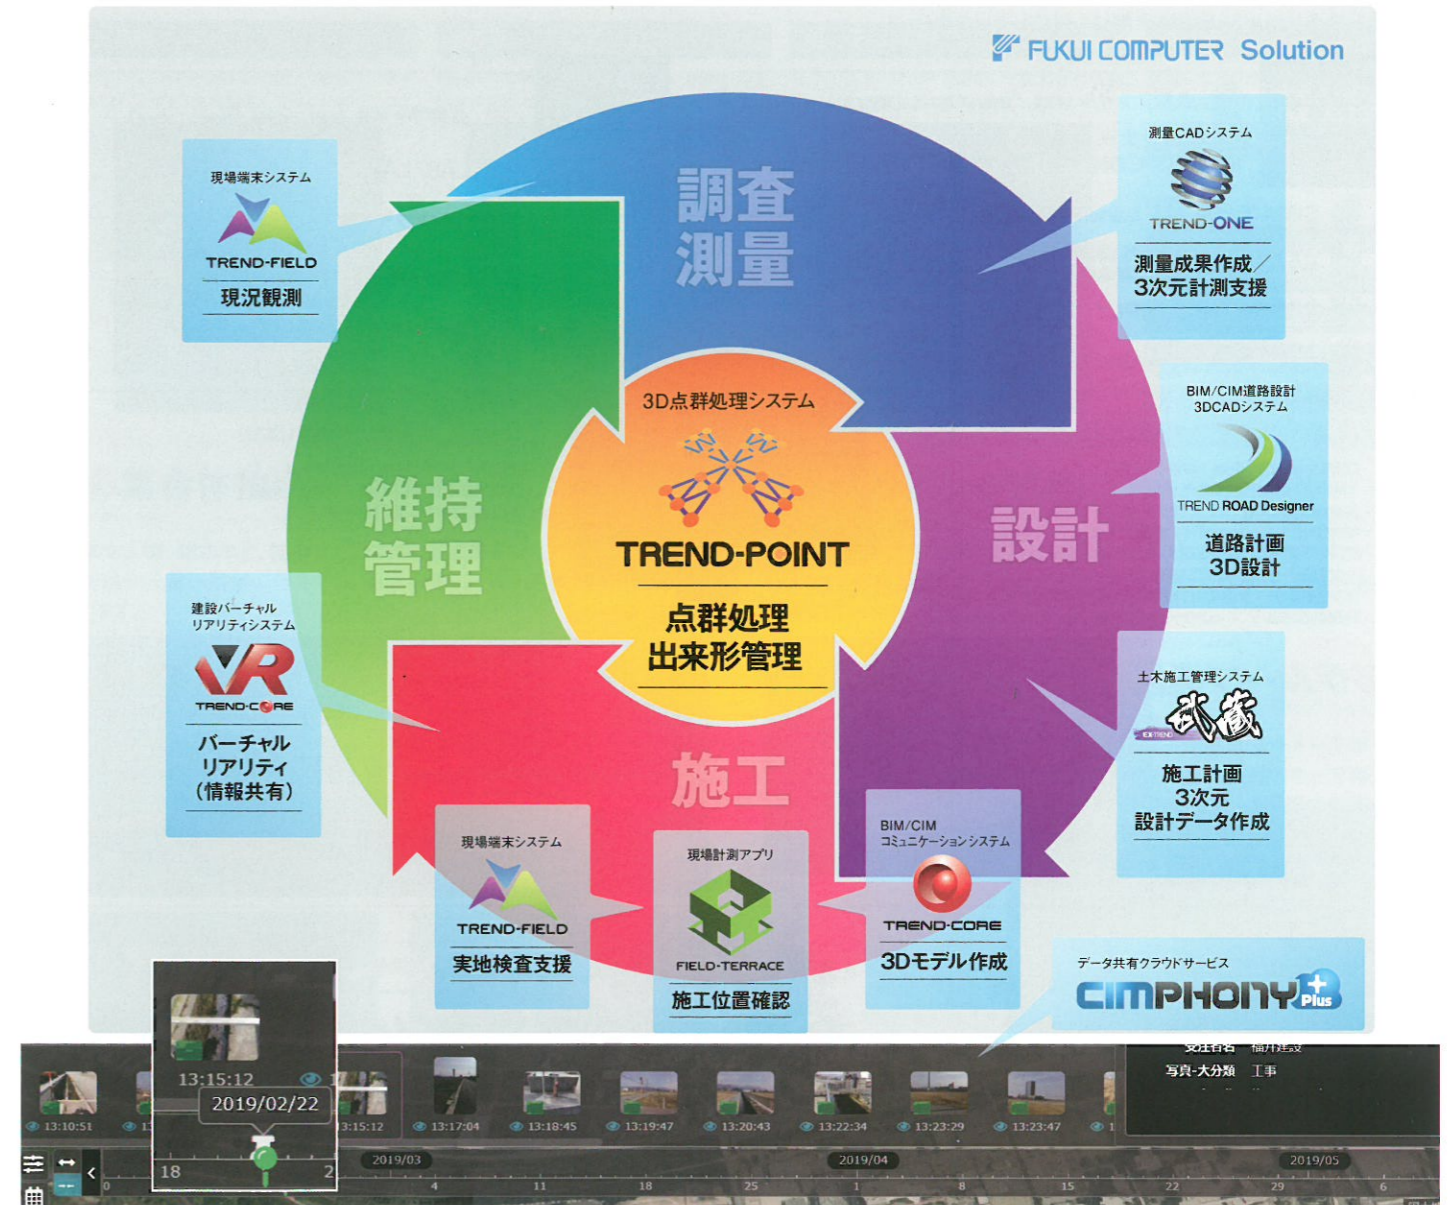 FUKUI COMPUTER Solution
現場端末システム
TREND-FIELD
現況観測
調査
測量
測量CADシステム
TREND-ONE
測量成果作成/
3次元計測支援
3D点群処理システム
TREND-POINT
点群処理
出来形管理
BIM/CIM道路設計
3DCADシステム
TREND ROAD Designer
道路計画
3D設計
維持
管理
設計
建設バーチャル
リアリティシステム
VR
TREND-CORE
バーチャル
リアリティ
(情報共有)
土木施工管理システム
EX-TREND
武蔵
施工計画
3次元
設計データ作成
施工
現場端末システム
TREND-FIELD
実地検査支援
現場計測アプリ
FIELD-TERRACE
施工位置確認
BIM/CIM
コミュニケーションシステム
TREND-CORE
3Dモデル作成
データ共有クラウドサービス
CIMPHONY Plus
受注者名 福井建設
写真-大分類 工事
13:15:12
2019/02/22
18 2
13:10:51 13 3:15:12 13:17:04 13:18:45 13:19:47 13:20:43 13:22:34 13:23:29 13:23:47 1
2019/03 2019/04 2019/05
0 4 11 18 25 1 8 15 22 29 6